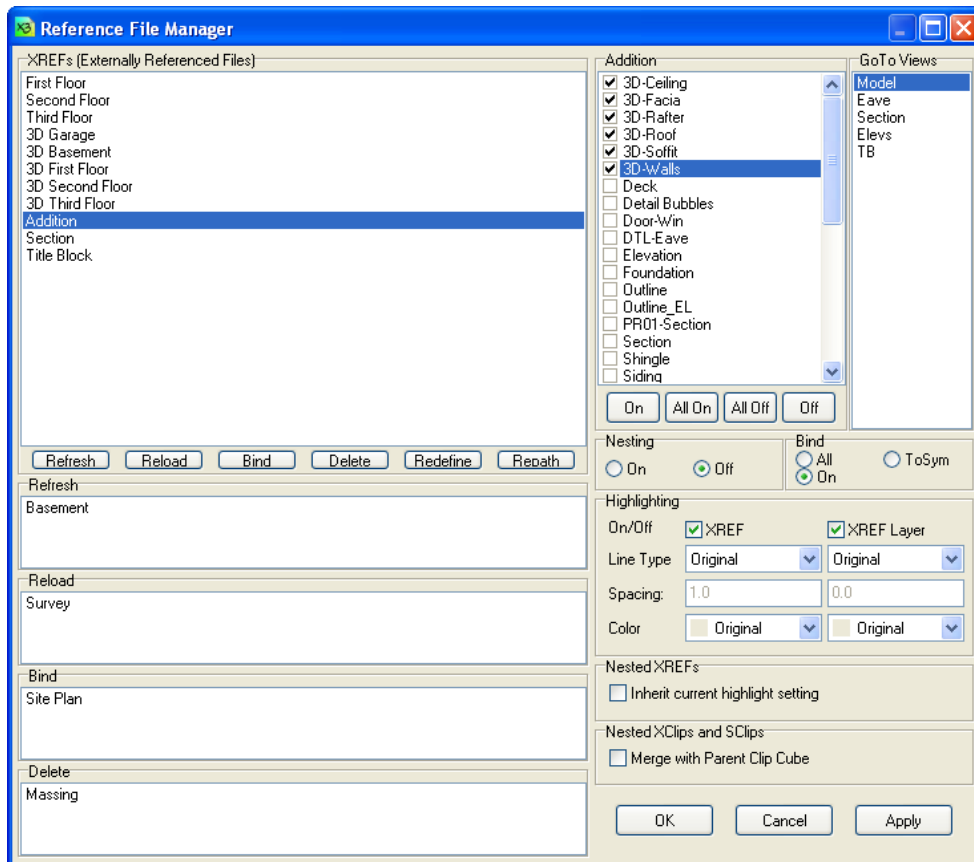 X3 Reference File Manager
XREFs (Externally Referenced Files)
First Floor
Second Floor
Third Floor
3D Garage
3D Basement
3D First Floor
3D Second Floor
3D Third Floor
Addition
Section
Title Block
Refresh Reload Bind Delete Redefine Repath
Refresh
Basement
Reload
Survey
Bind
Site Plan
Delete
Massing
Addition
3D-Ceiling
3D-Facia
3D-Rafter
3D-Roof
3D-Soffit
3D-Walls
Deck
Detail Bubbles
Door-Win
DTL-Eave
Elevation
Foundation
Outline
Outline_EL
PR01-Section
Section
Shingle
Siding
On All On All Off Off
GoTo Views
Model
Eave
Section
Elevs
TB
Nesting
On Off
Bind
All ToSym
On
Highlighting
On/Off XREF XREF Layer
Line Type Original Original
Spacing: 1.0 0.0
Color Original Original
Nested XREFs
Inherit current highlight setting
Nested XClips and SClips
Merge with Parent Clip Cube
OK Cancel Apply